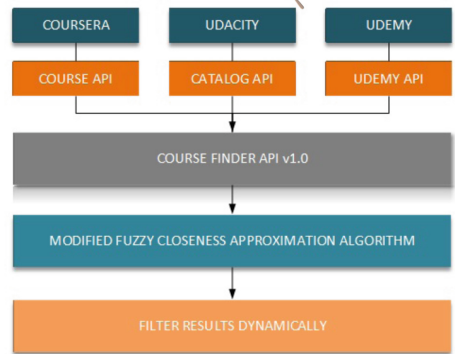 COURSERA
UDACITY
UDEMY
COURSE API
CATALOG API
UDEMY API
COURSE FINDER API v1.0
MODIFIED FUZZY CLOSENESS APPROXIMATION ALGORITHM
FILTER RESULTS DYNAMICALLY